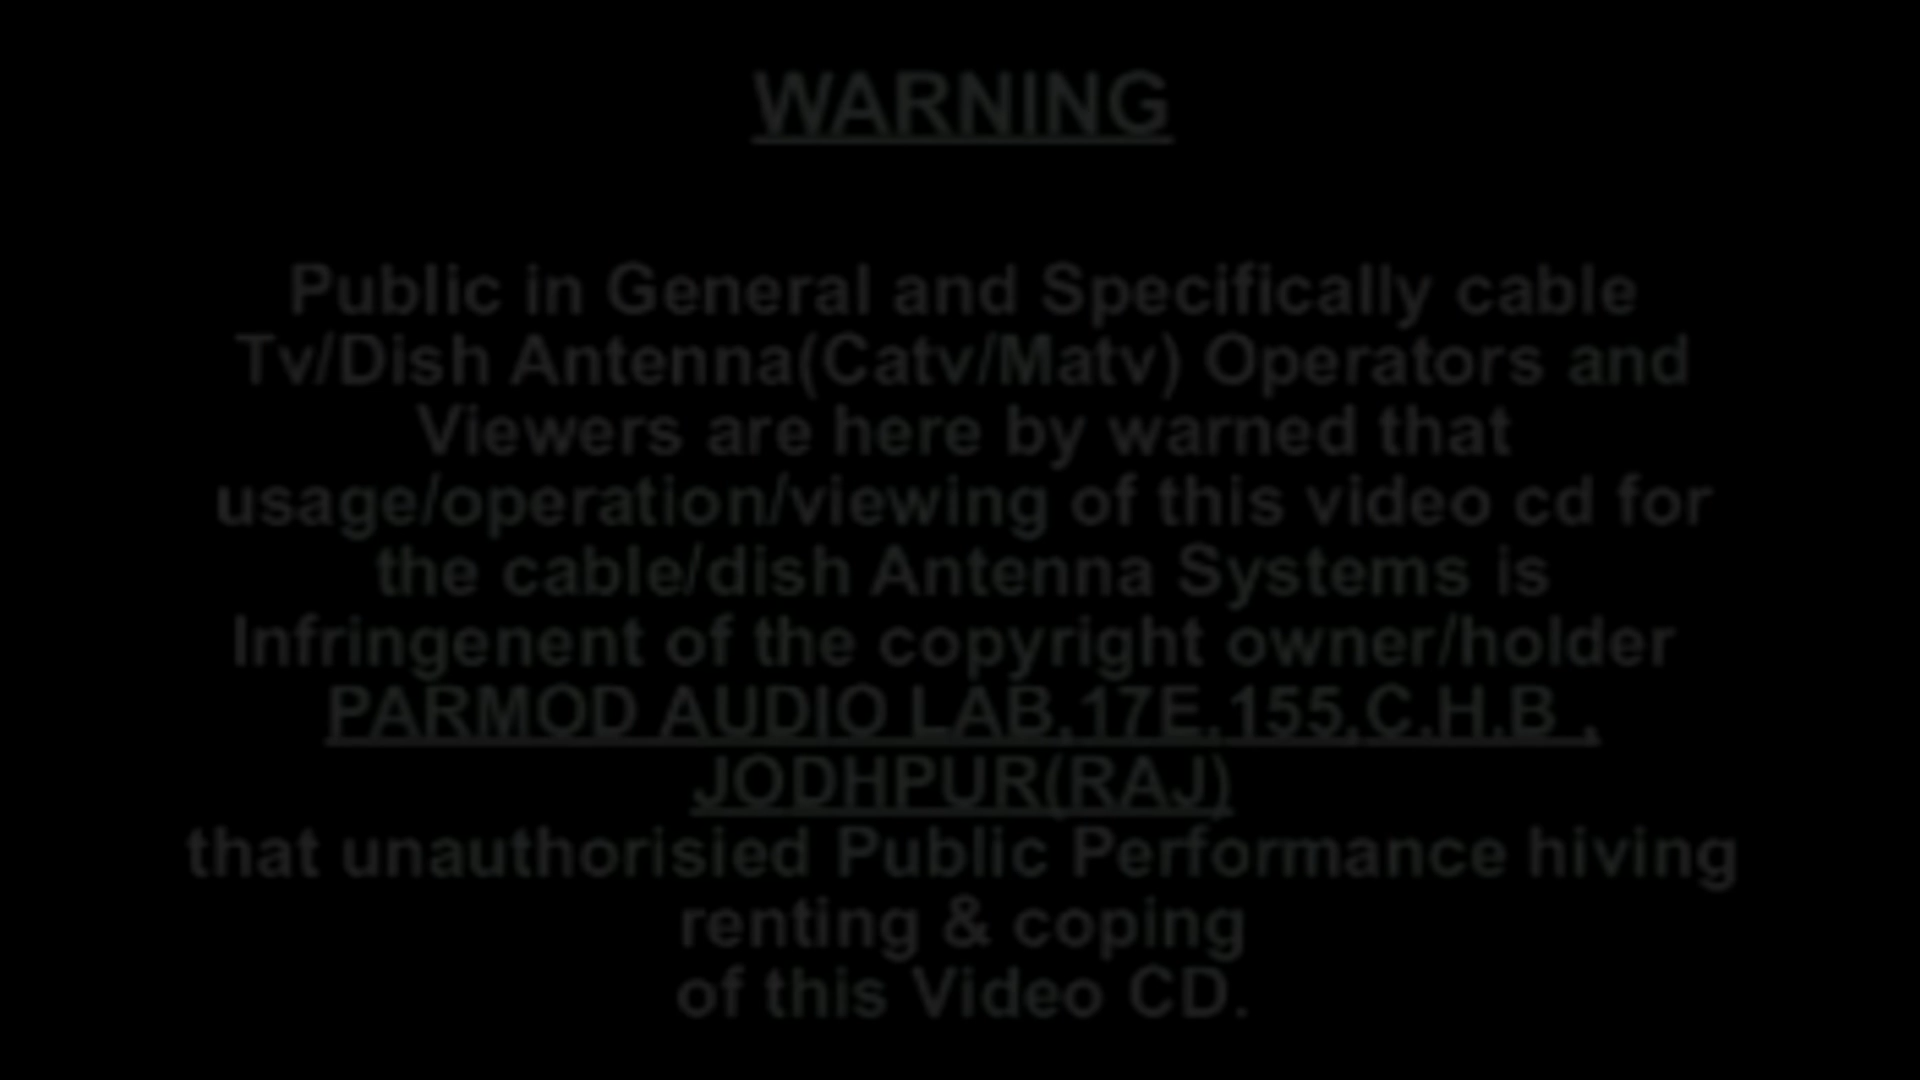 WARNING
Public in General and Specifically cable
Tv/Dish Antenna(Catv/Matv) Operators and
Viewers are here by warned that
usage/operation/viewing of this video cd for
the cable/dish Antenna Systems is
Infringenent of the copyright owner/holder
PARMOD AUDIO LAB,17E,155,C.H.B ,
JODHPUR(RAJ)
that unauthorisied Public Performance hiving
renting & coping
of this Video CD.